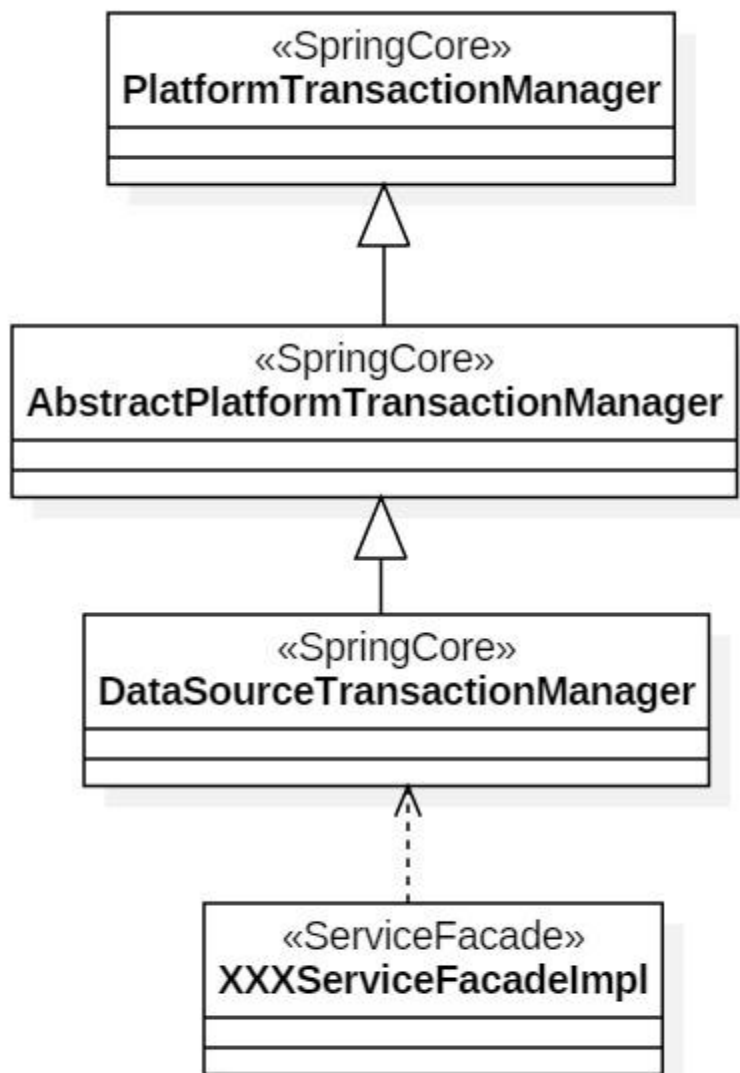 «SpringCore»
PlatformTransactionManager
«SpringCore»
AbstractPlatformTransactionManager
«SpringCore»
DataSourceTransactionManager
«ServiceFacade»
XXXServiceFacadeImpl